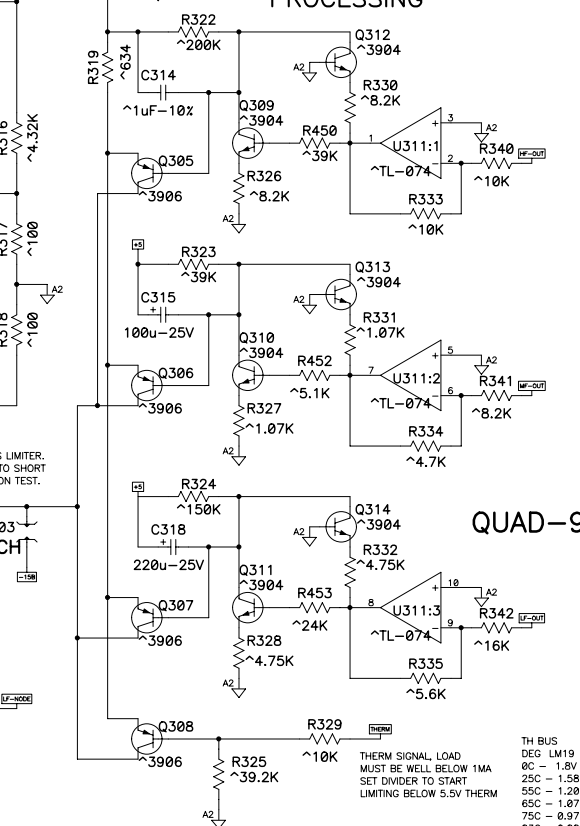 PROCESSING
R322
^200K
Q312
^3904
A2
R319
^634
C314
^1uF-10%
R330
^8.2K
Q309
^3904
R450
^39K
1
3
+
A2
U311:1
2
-
^TL-074
R340
^10K
HF-OUT
R316
^4.32K
Q305
^3906
R326
^8.2K
A2
R333
^10K
R317
^100
+5
R323
^39K
Q313
^3904
A2
A2
C315
+
100u-25V
R331
^1.07K
R318
^100
Q310
^3904
R452
^5.1K
7
5
+
A2
U311:2
6
-
^TL-074
R341
^8.2K
MF-OUT
Q306
^3906
R327
^1.07K
A2
R334
^4.7K
LIMITER.
TO SHORT
ON TEST.
+5
R324
^150K
Q314
^3904
A2
QUAD-9
03
CH
C318
+
220u-25V
R332
^4.75K
-15B
Q311
^3904
R453
^24K
8
10
+
A2
U311:3
9
-
^TL-074
R342
^16K
LF-OUT
Q307
^3906
R328
^4.75K
A2
R335
^5.6K
LF-NODE
Q308
^3906
R329
^10K
THERM
R325
^39.2K
A2
THERM SIGNAL, LOAD
MUST BE WELL BELOW 1MA
SET DIVIDER TO START
LIMITING BELOW 5.5V THERM
TH BUS
DEG LM19
0C - 1.8V
25C - 1.58
55C - 1.20
65C - 1.07
75C - 0.97